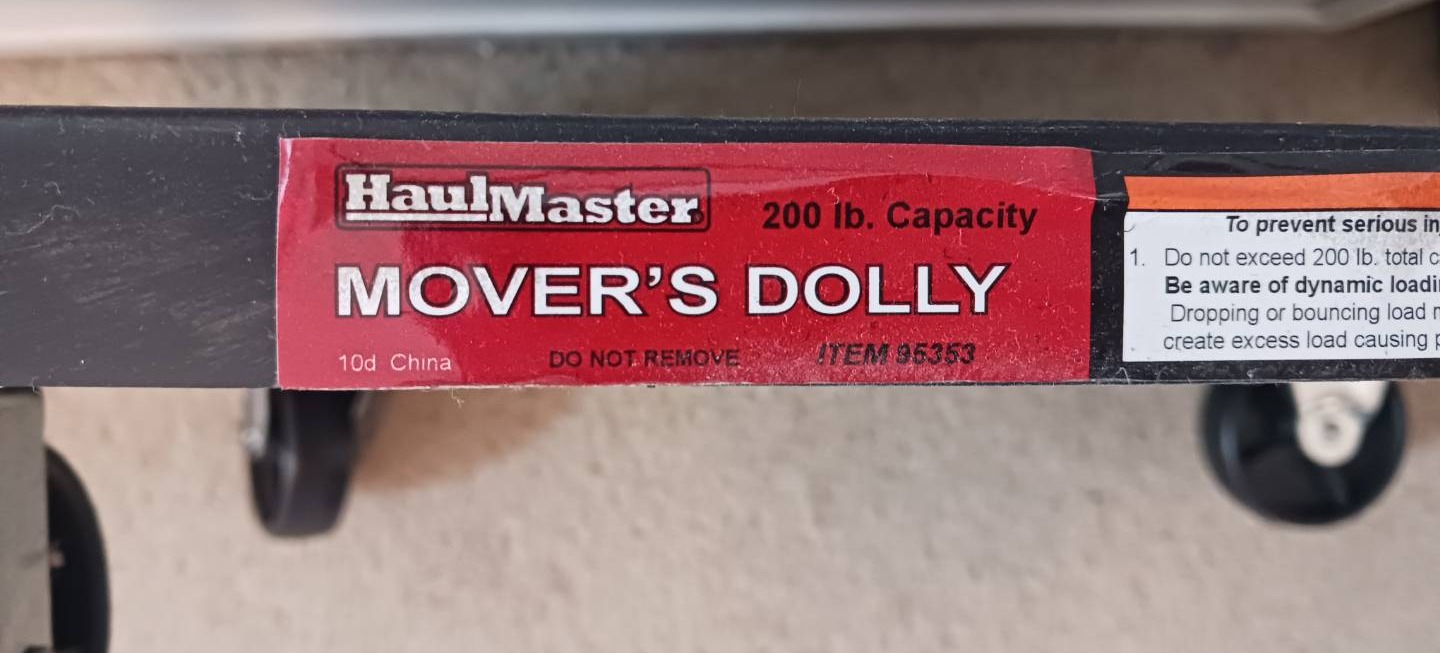 HaulMaster
200 lb. Capacity
MOVER'S DOLLY
10d China
DO NOT REMOVE
ITEM 95353
To prevent serious in
1. Do not exceed 200 lb. total c
Be aware of dynamic loadi
Dropping or bouncing load
create excess load causing